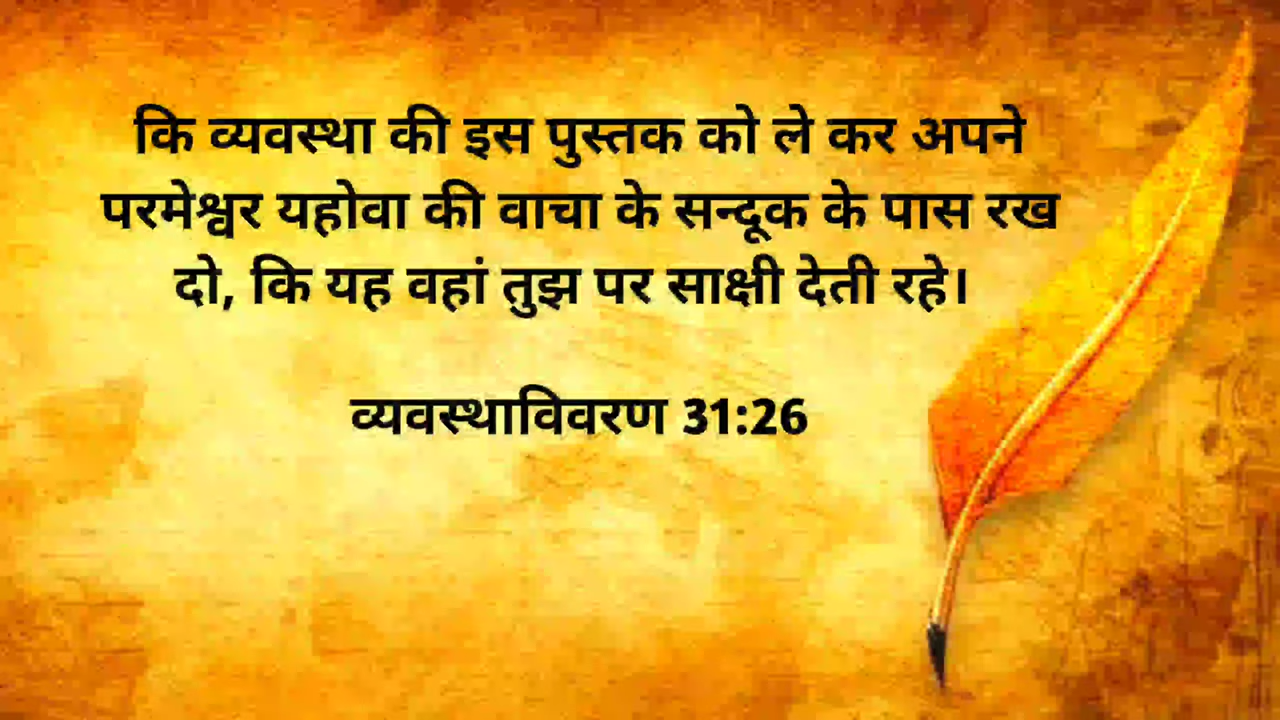 कि व्यवस्था की इस पुस्तक को ले कर अपने
परमेश्वर यहोवा की वाचा के सन्दूक के पास रख
दो, कि यह वहां तुझ पर साक्षी देती रहे।
व्यवस्थाविवरण 31:26